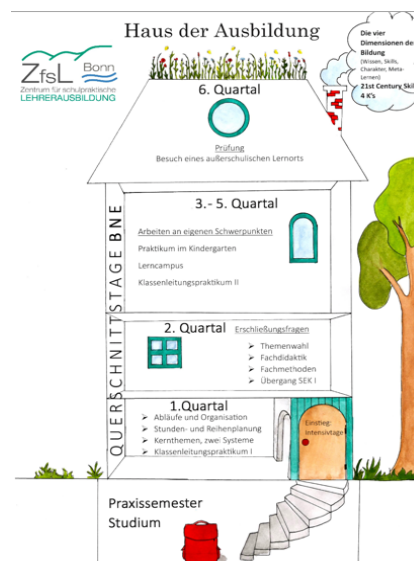 Haus der Ausbildung
ZfsL Bonn
Zentrum für schulpraktische
LEHRERAUSBILDUNG
Die vier
Dimensionen der
Bildung
(Wissen, Skills,
Charakter, Meta-
Lernen)
21st Century Skil
4 K's
6. Quartal
Prüfung
Besuch eines außerschulischen Lernorts
3.- 5. Quartal
Arbeiten an eigenen Schwerpunkten
Praktikum im Kindergarten
Lerncampus
Klassenleitungspraktikum II
QUERSCHNITTSTAGE BNE
2. Quartal
Erschließungsfragen
➢ Themenwahl
➢ Fachdidaktik
➢ Fachmethoden
➢ Übergang SEK I
1.Quartal
➢ Abläufe und Organisation
➢ Stunden- und Reihenplanung
➢ Kernthemen, zwei Systeme
➢ Klassenleitungspraktikum I
Einstieg:
Intensivtage
Praxissemester
Studium